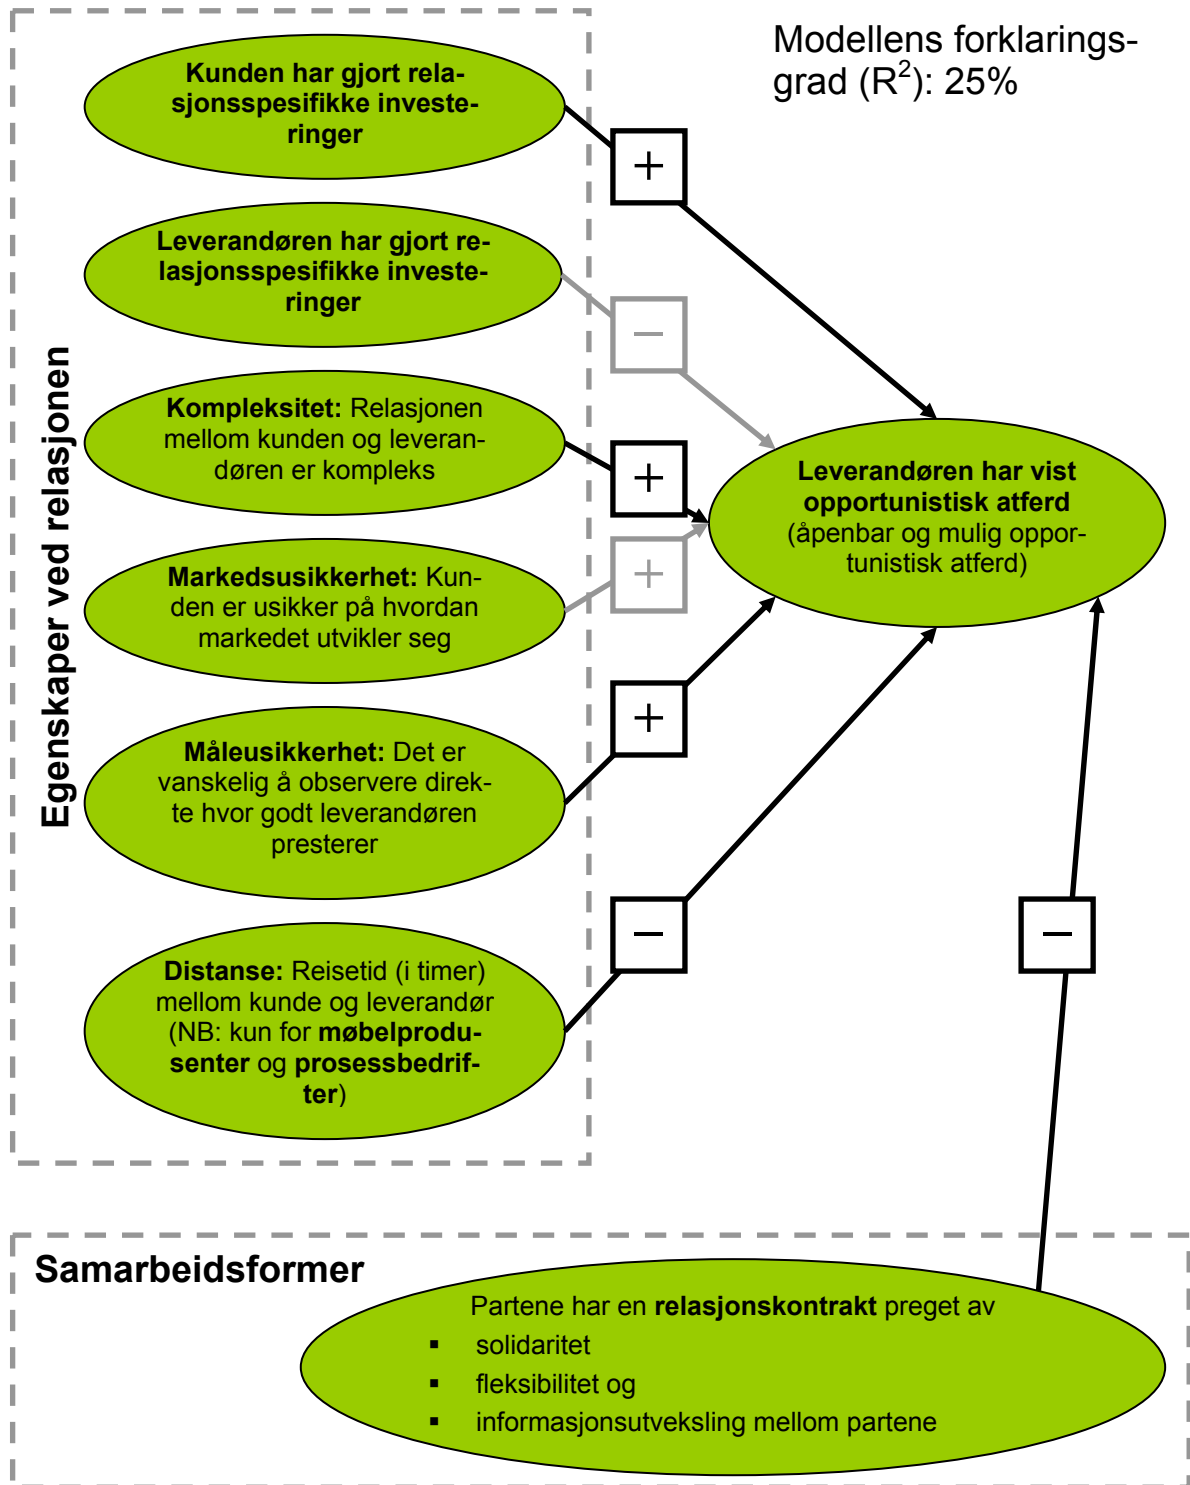 Modellens forklarings-
grad (R²): 25%
Egenskaper ved relasjonen
Kunden har gjort rela-
sjonsspesifikke investe-
ringer
+
Leverandøren har gjort re-
lasjonsspesifikke investe-
ringer
−
Kompleksitet: Relasjonen
mellom kunden og leveran-
døren er kompleks
+
Leverandøren har vist
opportunistisk atferd
(åpenbar og mulig oppor-
tunistisk atferd)
Markedsusikkerhet: Kun-
den er usikker på hvordan
markedet utvikler seg
+
Måleusikkerhet: Det er
vanskelig å observere direk-
te hvor godt leverandøren
presterer
+
Distanse: Reisetid (i timer)
mellom kunde og leverandør
(NB: kun for møbelprodu-
senter og prosessbedrif-
ter)
−
−
Samarbeidsformer
Partene har en relasjonskontrakt preget av
▪ solidaritet
▪ fleksibilitet og
▪ informasjonsutveksling mellom partene